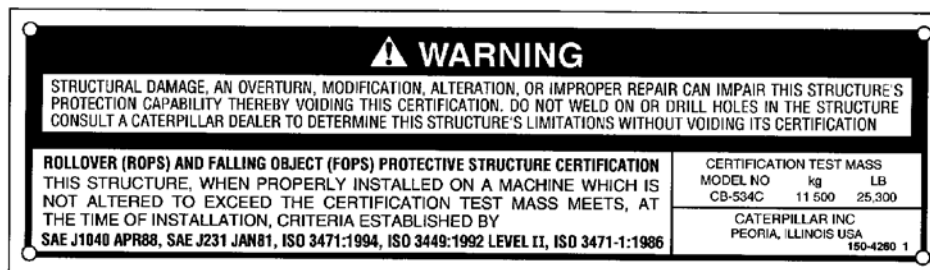 WARNING
STRUCTURAL DAMAGE, AN OVERTURN, MODIFICATION, ALTERATION, OR IMPROPER REPAIR CAN IMPAIR THIS STRUCTURE'S
PROTECTION CAPABILITY THEREBY VOIDING THIS CERTIFICATION. DO NOT WELD ON OR DRILL HOLES IN THE STRUCTURE
CONSULT A CATERPILLAR DEALER TO DETERMINE THIS STRUCTURE'S LIMITATIONS WITHOUT VOIDING ITS CERTIFICATION
ROLLOVER (ROPS) AND FALLING OBJECT (FOPS) PROTECTIVE STRUCTURE CERTIFICATION
THIS STRUCTURE, WHEN PROPERLY INSTALLED ON A MACHINE WHICH IS
NOT ALTERED TO EXCEED THE CERTIFICATION TEST MASS MEETS, AT
THE TIME OF INSTALLATION, CRITERIA ESTABLISHED BY
SAE J1040 APR88, SAE J231 JAN81, ISO 3471:1994, ISO 3449:1992 LEVEL II, ISO 3471-1:1986
CERTIFICATION TEST MASS
MODEL NO kg LB
CB-534C 11 500 25,300
CATERPILLAR INC
PEORIA, ILLINOIS USA
150-4260 1